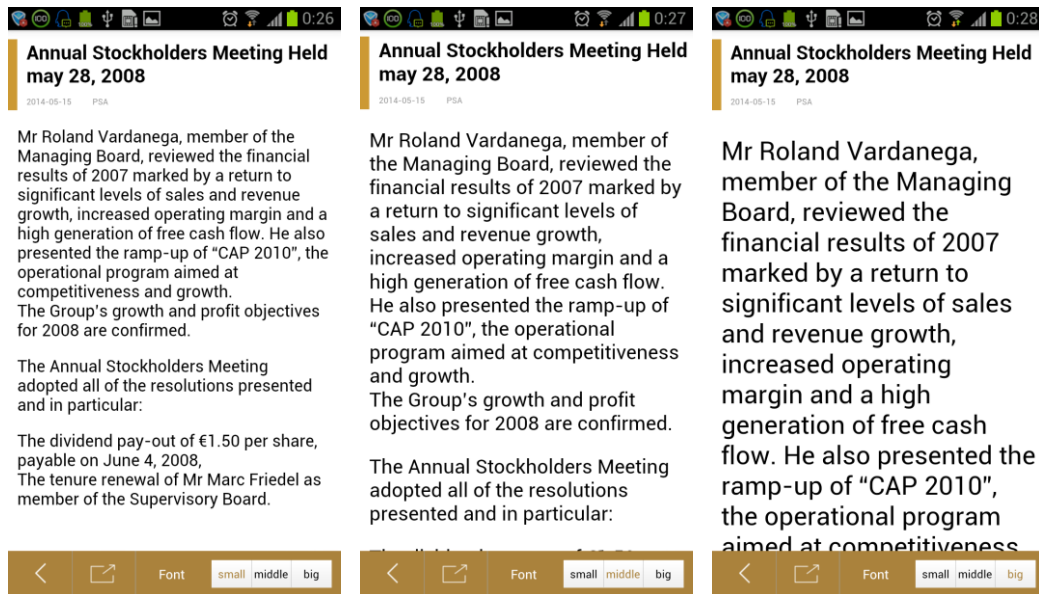 100
0:26
Annual Stockholders Meeting Held
may 28, 2008
2014-05-15 PSA
Mr Roland Vardanega, member of the
Managing Board, reviewed the financial
results of 2007 marked by a return to
significant levels of sales and revenue
growth, increased operating margin and a
high generation of free cash flow. He also
presented the ramp-up of “CAP 2010”, the
operational program aimed at
competitiveness and growth.
The Group's growth and profit objectives
for 2008 are confirmed.
The Annual Stockholders Meeting
adopted all of the resolutions presented
and in particular:
The dividend pay-out of €1.50 per share,
payable on June 4, 2008,
The tenure renewal of Mr Marc Friedel as
member of the Supervisory Board.
Font small middle big
100
0:27
Annual Stockholders Meeting Held
may 28, 2008
2014-05-15 PSA
Mr Roland Vardanega, member of
the Managing Board, reviewed the
financial results of 2007 marked by
a return to significant levels of
sales and revenue growth,
increased operating margin and a
high generation of free cash flow.
He also presented the ramp-up of
“CAP 2010”, the operational
program aimed at competitiveness
and growth.
The Group's growth and profit
objectives for 2008 are confirmed.
The Annual Stockholders Meeting
adopted all of the resolutions
presented and in particular:
Font small middle big
100
0:28
Annual Stockholders Meeting Held
may 28, 2008
2014-05-15 PSA
Mr Roland Vardanega,
member of the Managing
Board, reviewed the
financial results of 2007
marked by a return to
significant levels of sales
and revenue growth,
increased operating
margin and a high
generation of free cash
flow. He also presented the
ramp-up of “CAP 2010”,
the operational program
aimed at competitiveness
Font small middle big